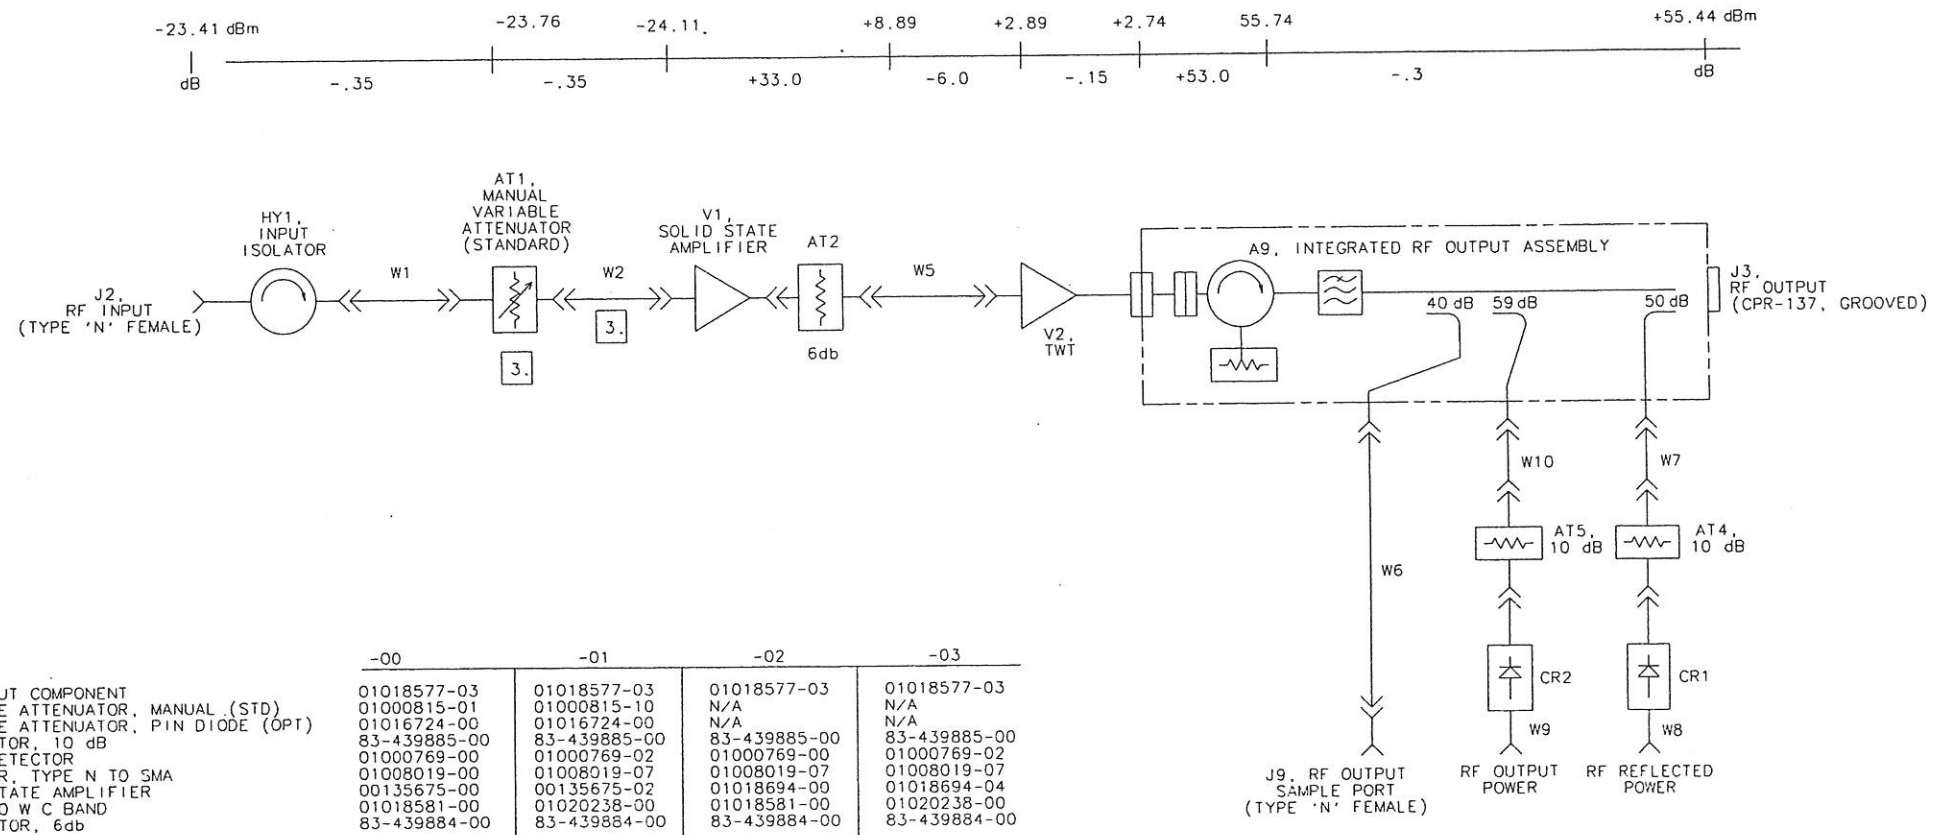 -23.41 dBm
-23.76
-24.11.
+8.89
+2.89
+2.74
55.74
+55.44 dBm
dB
-.35
-.35
+33.0
-6.0
-.15
+53.0
-.3
dB
HY1,
INPUT
ISOLATOR
AT1,
MANUAL
VARIABLE
ATTENUATOR
(STANDARD)
V1,
SOLID STATE
AMPLIFIER
AT2
A9, INTEGRATED RF OUTPUT ASSEMBLY
J2,
RF INPUT
(TYPE 'N' FEMALE)
W1
W2
3.
3.
6db
W5
V2,
TWT
40 dB
59 dB
50 dB
J3,
RF OUTPUT
(CPR-137, GROOVED)
W10
W7
AT5,
10 dB
AT4,
10 dB
W6
CR2
CR1
W9
W8
J9, RF OUTPUT
SAMPLE PORT
(TYPE 'N' FEMALE)
RF OUTPUT
POWER
RF REFLECTED
POWER
-00 -01 -02 -03
UT COMPONENT 01018577-03 01018577-03 01018577-03 01018577-03
E ATTENUATOR, MANUAL (STD) 01000815-01 01000815-10 N/A N/A
E ATTENUATOR, PIN DIODE (OPT) 01016724-00 01016724-00 N/A N/A
TOR, 10 dB 83-439885-00 83-439885-00 83-439885-00 83-439885-00
ETECTOR 01000769-00 01000769-02 01000769-00 01000769-02
R, TYPE N TO SMA 01008019-00 01008019-07 01008019-07 01008019-07
TATE AMPLIFIER 00135675-00 00135675-02 01018694-00 01018694-04
O W C BAND 01018581-00 01020238-00 01018581-00 01020238-00
TOR, 6db 83-439884-00 83-439884-00 83-439884-00 83-439884-00